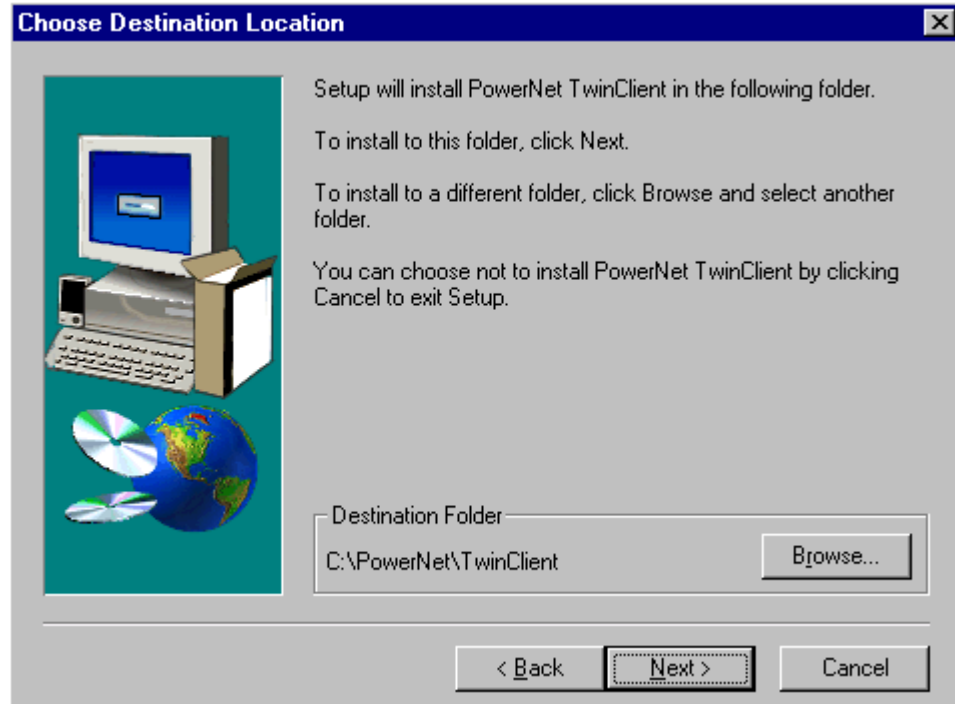 Choose Destination Location
Setup will install PowerNet TwinClient in the following folder.
To install to this folder, click Next.
To install to a different folder, click Browse and select another
folder.
You can choose not to install PowerNet TwinClient by clicking
Cancel to exit Setup.
Destination Folder
C:\PowerNet\TwinClient
Browse...
< Back
Next >
Cancel